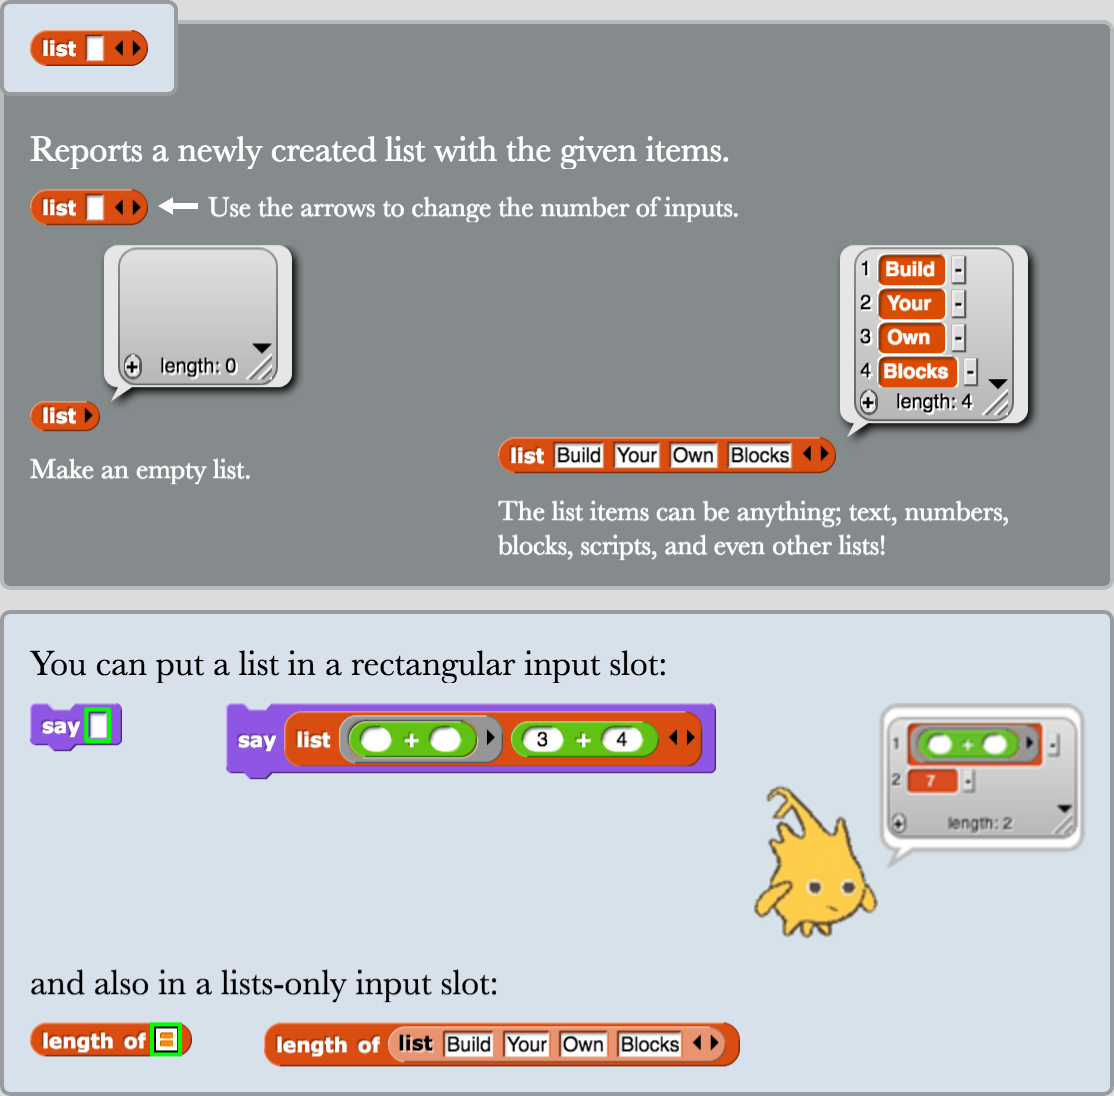 list
Reports a newly created list with the given items.
list
Use the arrows to change the number of inputs.
length: 0
list
Make an empty list.
1 Build -
2 Your -
3 Own -
4 Blocks -
+ length: 4
list Build Your Own Blocks
The list items can be anything; text, numbers,
blocks, scripts, and even other lists!
You can put a list in a rectangular input slot:
say
say list + 3 + 4
1 + -
2 7 -
+ length: 2
and also in a lists-only input slot:
length of
length of list Build Your Own Blocks